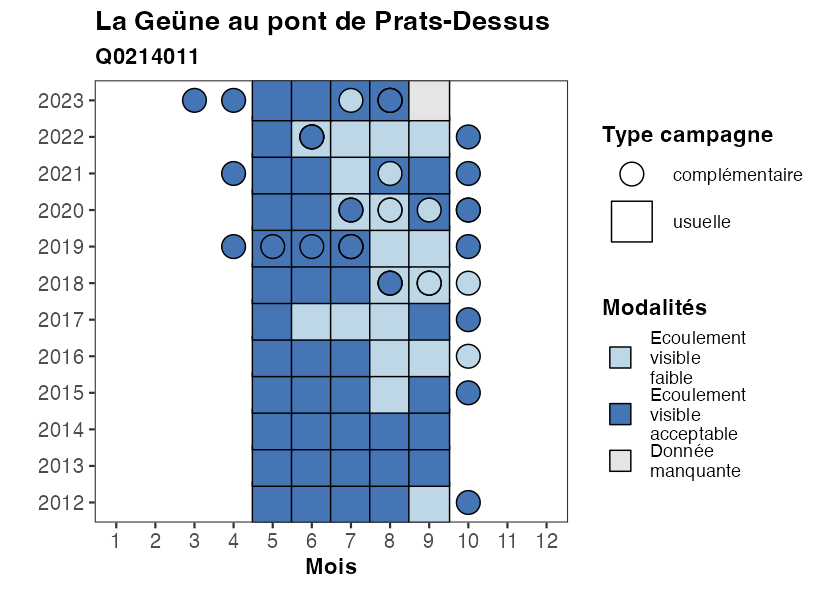 La Geüne au pont de Prats-Dessus
Q0214011
2023
2022
2021
2020
2019
2018
2017
2016
2015
2014
2013
2012
1 2 3 4 5 6 7 8 9 10 11 12
Mois
Type campagne
complémentaire
usuelle
Modalités
Ecoulement
visible
faible
Ecoulement
visible
acceptable
Donnée
manquante